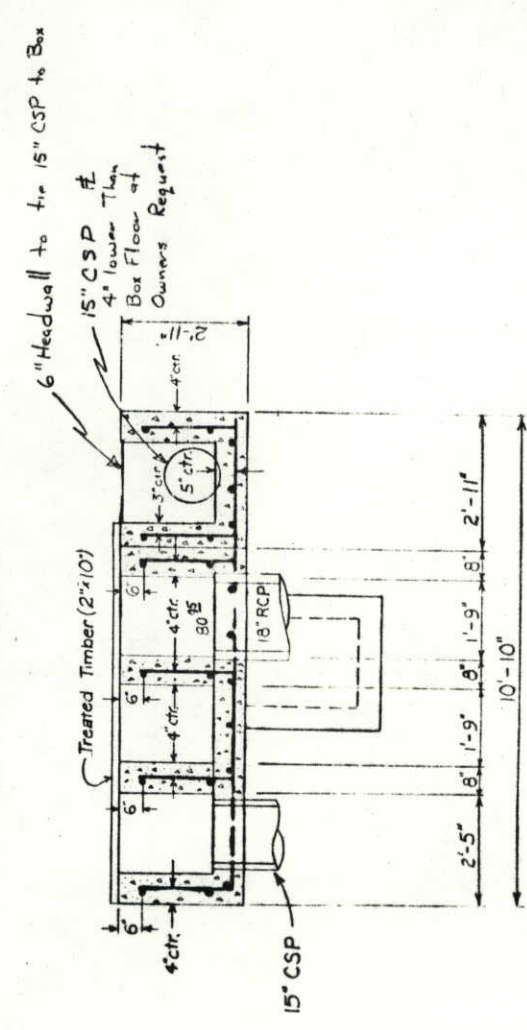 6" Headwall to tie 15" CSP to Box
15" CSP ℄
4" lower Than
Box Floor at
Owners Request
Treated Timber (2"x10")
2'-11"
4" ctr.
3" ctr.
5" ctr.
6"
6"
6"
6"
4" ctr.
4" ctr.
4" ctr.
18" RCP
15" CSP
2'-5"
8"
1'-9"
8"
1'-9"
8"
2'-11"
10'-10"